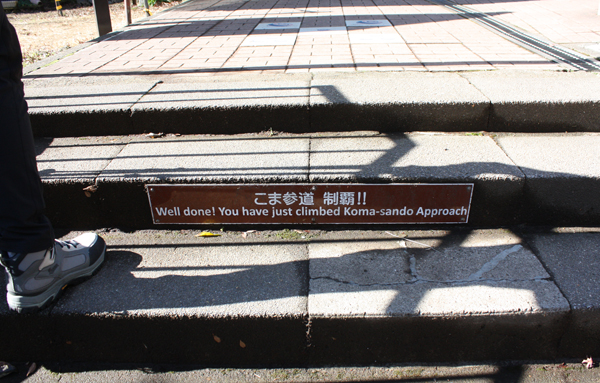 こま参道 制覇!!
Well done! You have just climbed Koma-sando Approach